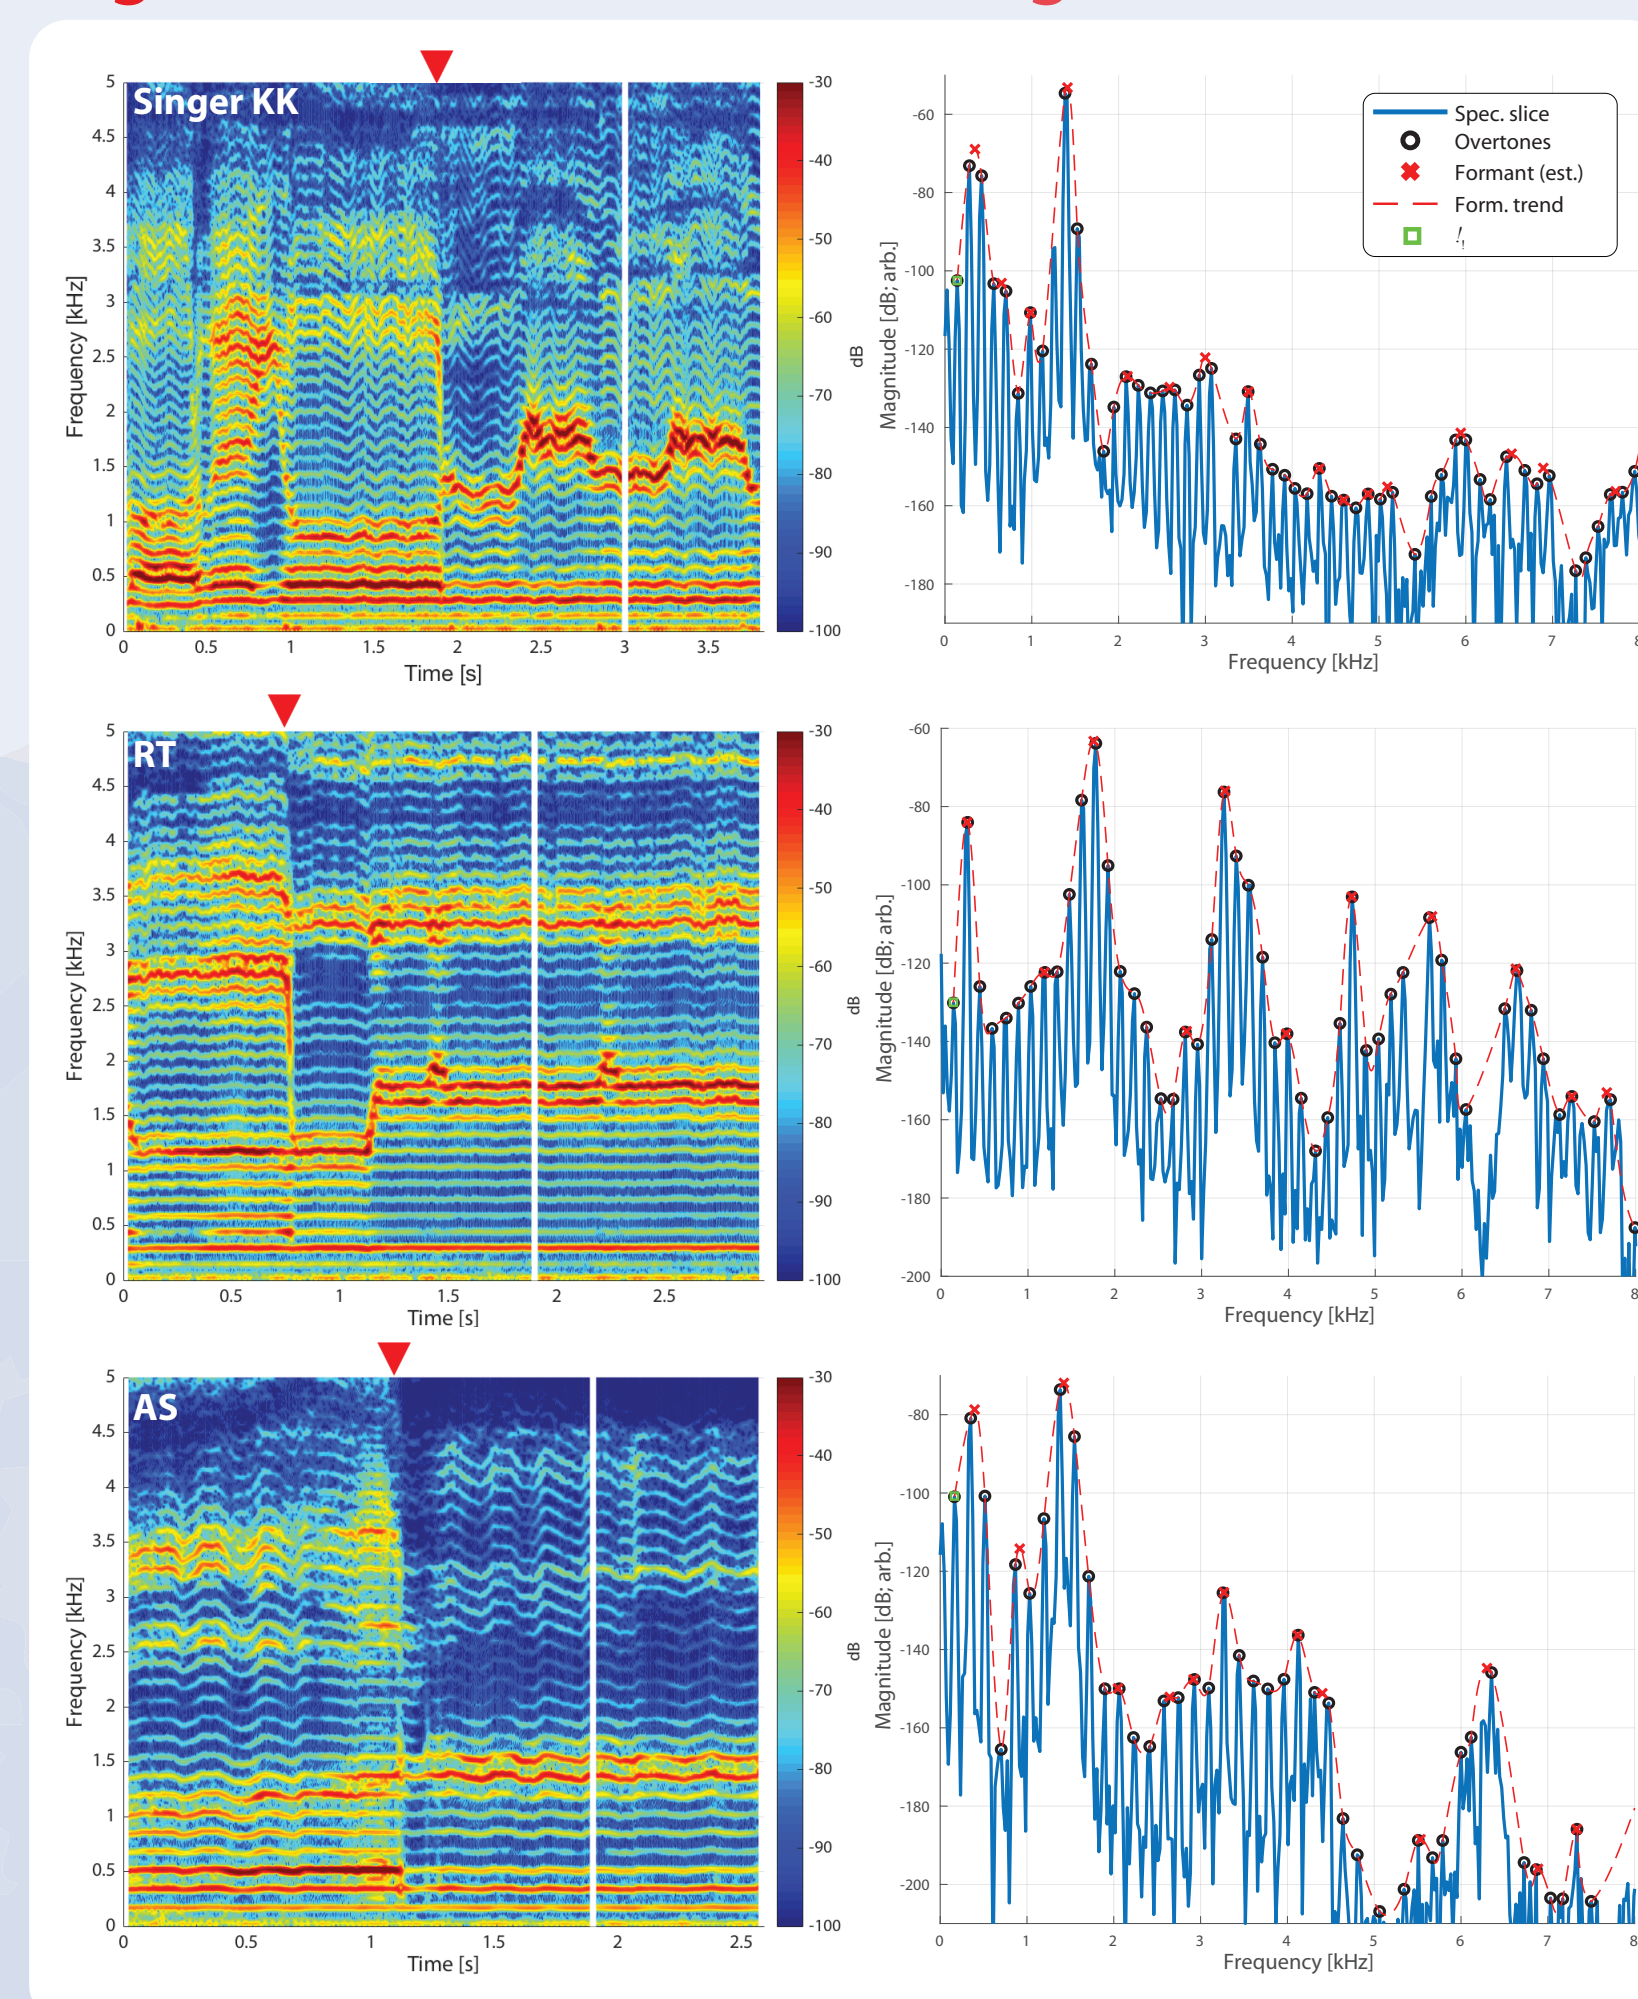 Singer KK
5
4.5
4
3.5
3
2.5
2
1.5
1
0.5
0
Frequency [kHz]
0 0.5 1 1.5 2 2.5 3 3.5
Time [s]
-30
-40
-50
-60
-70
-80
-90
-100
dB
-60
-80
-100
-120
-140
-160
-180
Magnitude [dB; arb.]
0 1 2 3 4 5 6 7 8
Frequency [kHz]
Spec. slice
Overtones
Formant (est.)
Form. trend
RT
5
4.5
4
3.5
3
2.5
2
1.5
1
0.5
0
Frequency [kHz]
0 0.5 1 1.5 2 2.5
Time [s]
-30
-40
-50
-60
-70
-80
-90
-100
dB
-60
-80
-100
-120
-140
-160
-180
-200
Magnitude [dB; arb.]
0 1 2 3 4 5 6 7 8
Frequency [kHz]
AS
5
4.5
4
3.5
3
2.5
2
1.5
1
0.5
0
Frequency [kHz]
0 0.5 1 1.5 2 2.5
Time [s]
-30
-40
-50
-60
-70
-80
-90
-100
dB
-80
-100
-120
-140
-160
-180
-200
Magnitude [dB; arb.]
0 1 2 3 4 5 6 7 8
Frequency [kHz]